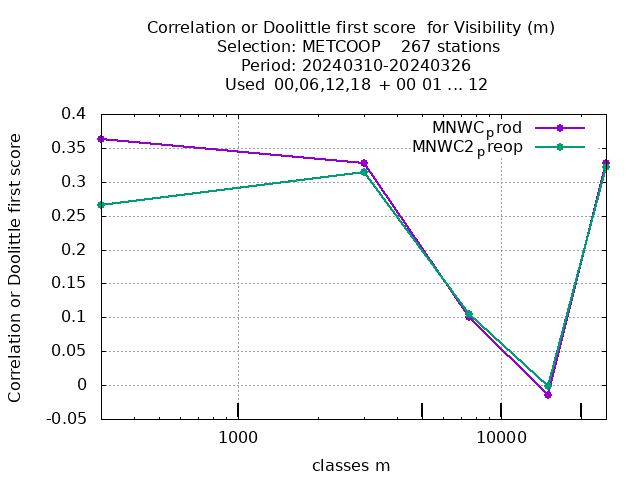 Correlation or Doolittle first score  for Visibility (m)
Selection: METCOOP    267 stations
Period: 20240310-20240326
Used  00,06,12,18 + 00 01 ... 12
MNWCprod
MNWC2preop
0.4
0.35
0.3
0.25
0.2
0.15
0.1
0.05
0
-0.05
Correlation or Doolittle first score
1000
10000
classes m